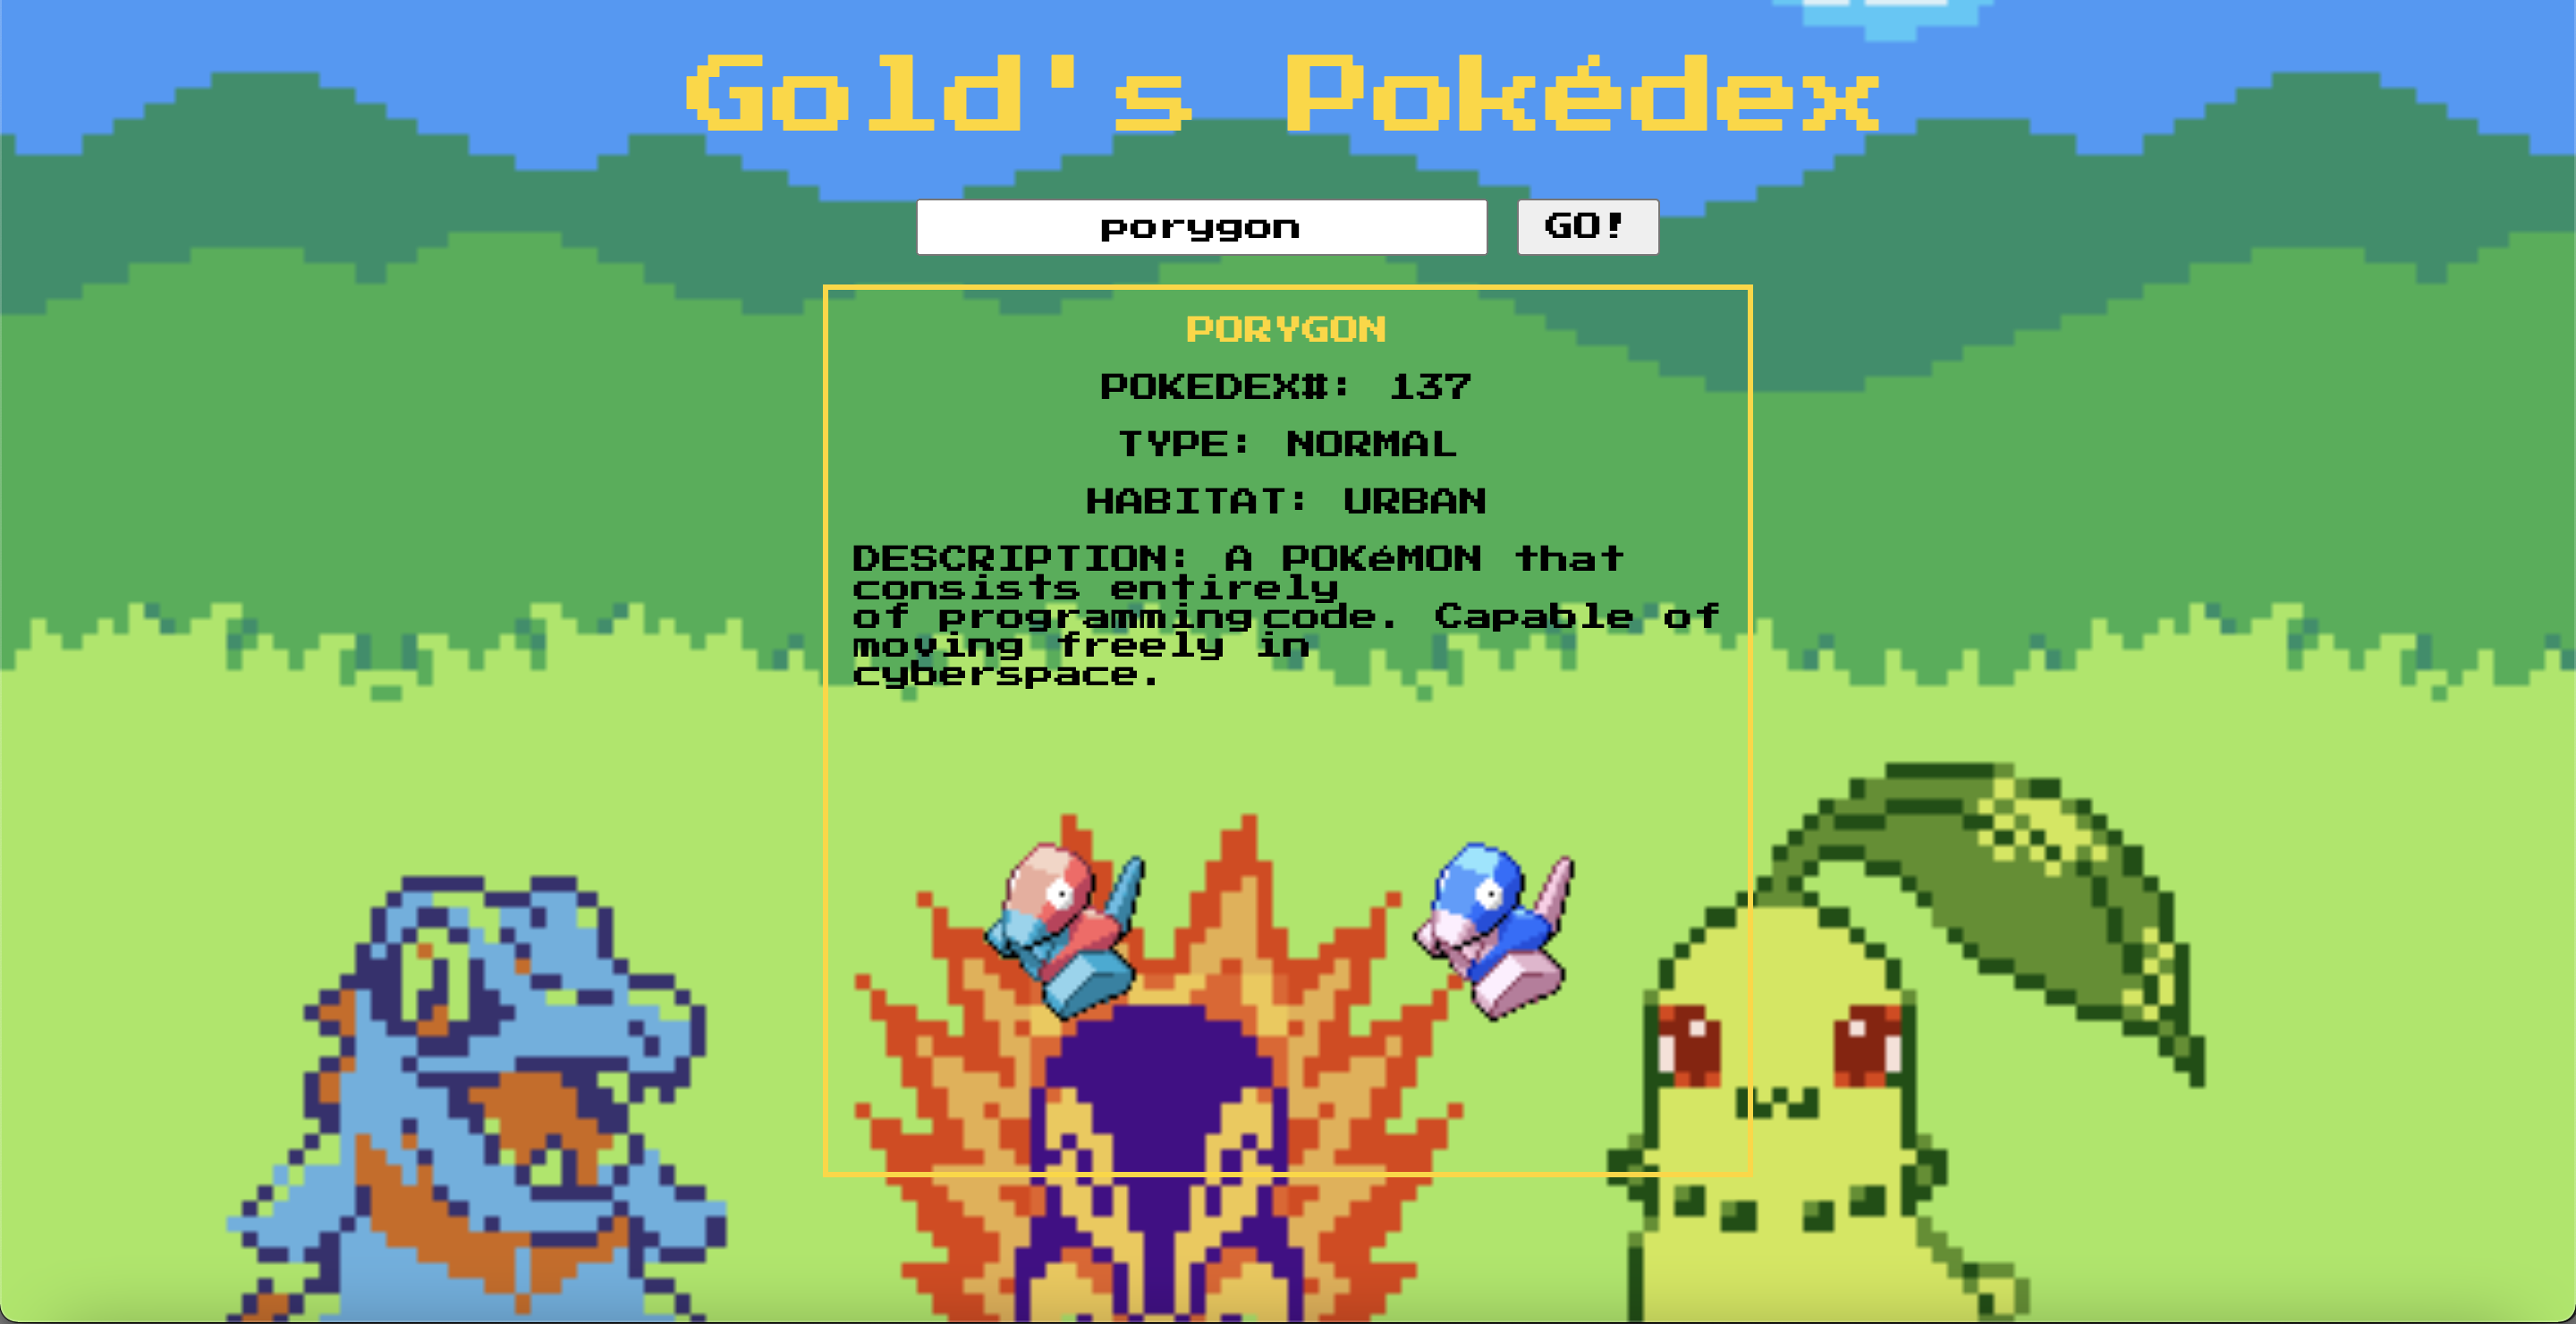 Gold's Pokédex
porygon
GO!
PORYGON
POKEDEX#: 137
TYPE: NORMAL
HABITAT: URBAN
DESCRIPTION: A POKéMON that
consists entirely
of programming code. Capable of
moving freely in
cyberspace.